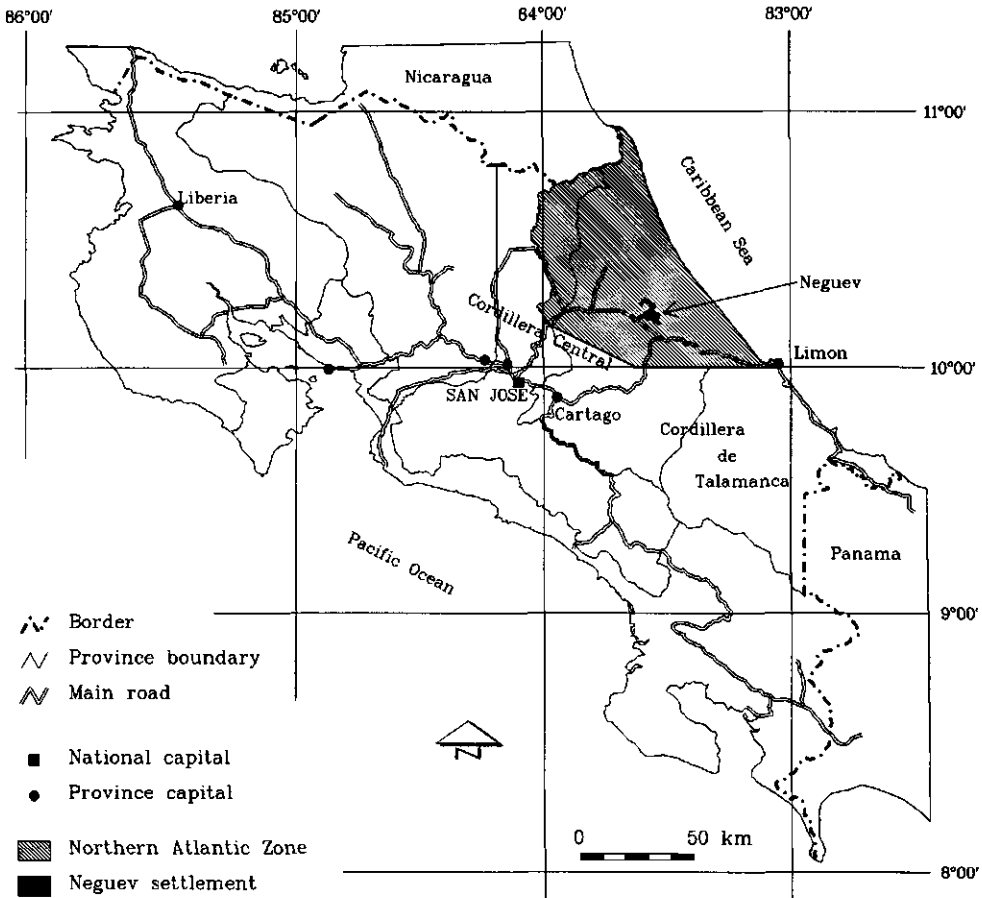 86°00'
85°00'
84°00'
83°00'
Nicaragua
11°00'
Caribbean Sea
Liberia
Neguev
Cordillera Central
Limon
10°00'
SAN JOSE
Cartago
Cordillera
de
Talamanca
Pacific Ocean
Panama
9°00'
Border
Province boundary
Main road
N
National capital
Province capital
0 50 km
Northern Atlantic Zone
Neguev settlement
8°00'